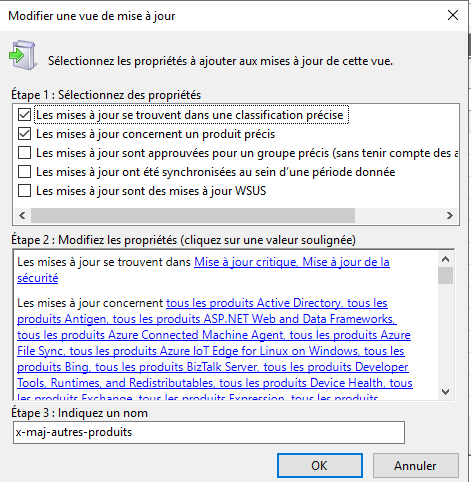 Modifier une vue de mise à jour
Sélectionnez les propriétés à ajouter aux mises à jour de cette vue.
Étape 1 : Sélectionnez des propriétés
Les mises à jour se trouvent dans une classification précise
Les mises à jour concernent un produit précis
Les mises à jour sont approuvées pour un groupe précis (sans tenir compte des a
Les mises à jour ont été synchronisées au sein d'une période donnée
Les mises à jour sont des mises à jour WSUS
Étape 2 : Modifiez les propriétés (cliquez sur une valeur soulignée)
Les mises à jour se trouvent dans Mise à jour critique, Mise à jour de la
sécurité
Les mises à jour concernent tous les produits Active Directory, tous les
produits Antigen, tous les produits ASP.NET Web and Data Frameworks,
tous les produits Azure Connected Machine Agent, tous les produits Azure
File Sync, tous les produits Azure IoT Edge for Linux on Windows, tous les
produits Bing, tous les produits BizTalk Server, tous les produits Developer
Tools, Runtimes, and Redistributables, tous les produits Device Health, tous
les produits Exchange, tous les produits Expression, tous les produits
Étape 3 : Indiquez un nom
x-maj-autres-produits
OK
Annuler